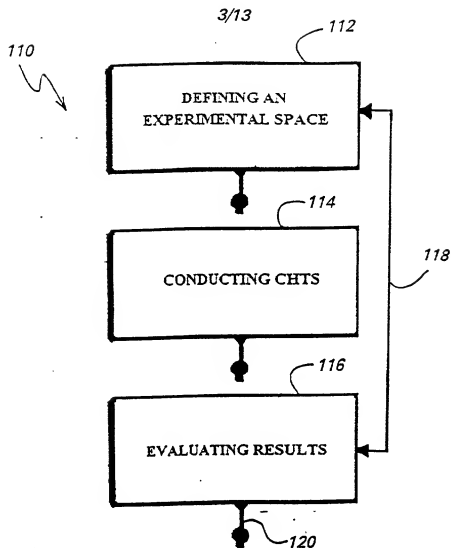 3/13
112
110
DEFINING AN
EXPERIMENTAL SPACE
114
118
CONDUCTING CHTS
116
EVALUATING RESULTS
120